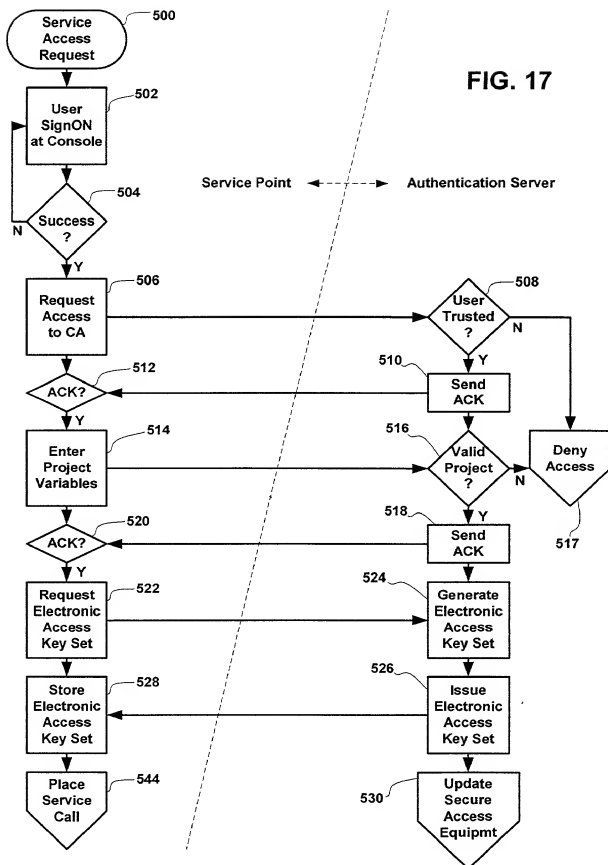 Service
Access
Request
500
FIG. 17
502
User
SignON
at Console
Service Point
Authentication Server
504
Success
?
N
Y
506
Request
Access
to CA
508
User
Trusted
?
N
Y
510
Send
ACK
512
ACK?
Y
514
Enter
Project
Variables
516
Valid
Project
?
N
Y
Deny
Access
517
518
Send
ACK
520
ACK?
Y
522
Request
Electronic
Access
Key Set
524
Generate
Electronic
Access
Key Set
526
Issue
Electronic
Access
Key Set
528
Store
Electronic
Access
Key Set
544
Place
Service
Call
530
Update
Secure
Access
Equipmt